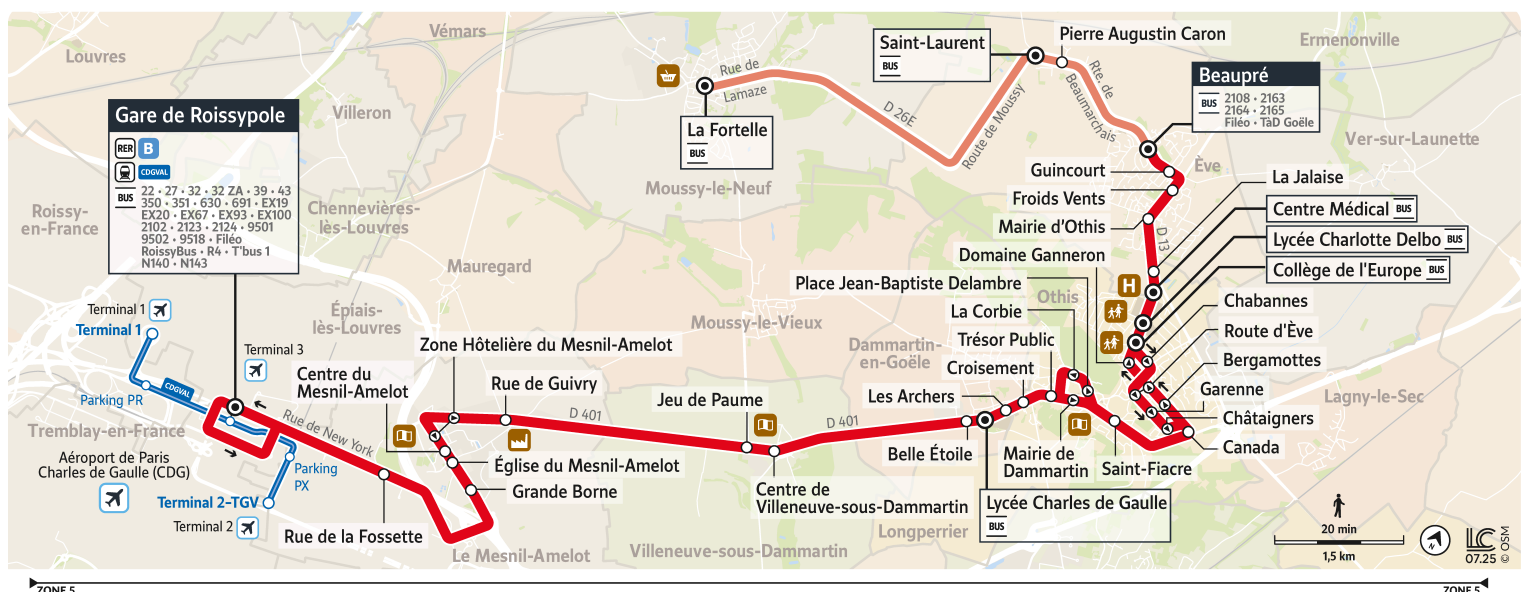 Louvres
Vémars
Ermenonville
Villeron
Roissy-
en-France
Chennevières-
lès-Louvres
Mauregard
Épiais-
lès-Louvres
Moussy-le-Neuf
Moussy-le-Vieux
Ver-sur-Launette
Ève
Othis
Dammartin-
en-Goële
Lagny-le-Sec
Tremblay-en-France
Le Mesnil-Amelot
Villeneuve-sous-Dammartin
Longperrier
Gare de Roissypole
RER B
CDGVAL
BUS
22 • 27 • 32 • 32 ZA • 39 • 43
350 • 351 • 630 • 691 • EX19
EX20 • EX67 • EX93 • EX100
2102 • 2123 • 2124 • 9501
9502 • 9518 • Filéo
RoissyBus • R4 • T'bus 1
N140 • N143
La Fortelle
BUS
Rue de
Lamaze
D 26E
Route de Moussy
Saint-Laurent
BUS
Pierre Augustin Caron
Rte. de
Beaumarchais
Beaupré
BUS
2108 • 2163
2164 • 2165
Filéo • TàD Goële
Guincourt
Froids Vents
Mairie d'Othis
D 13
La Jalaise
Centre Médical BUS
Lycée Charlotte Delbo BUS
Collège de l'Europe BUS
H
Domaine Ganneron
Place Jean-Baptiste Delambre
La Corbie
Trésor Public
Croisement
Les Archers
Chabannes
Route d'Ève
Bergamottes
Garenne
Châtaigners
Canada
Saint-Fiacre
Mairie de
Dammartin
Lycée Charles de Gaulle
BUS
Belle Étoile
D 401
Centre de
Villeneuve-sous-Dammartin
Jeu de Paume
D 401
Rue de Guivry
Zone Hôtelière du Mesnil-Amelot
Centre du
Mesnil-Amelot
Église du Mesnil-Amelot
Grande Borne
Rue de la Fossette
Rue de New York
Terminal 1
Terminal 1
Terminal 3
CDGVAL
Parking PR
Aéroport de Paris
Charles de Gaulle (CDG)
Parking
PX
Terminal 2-TGV
Terminal 2
20 min
1,5 km
N
LC
07.25
© OSM
ZONE 5
ZONE 5